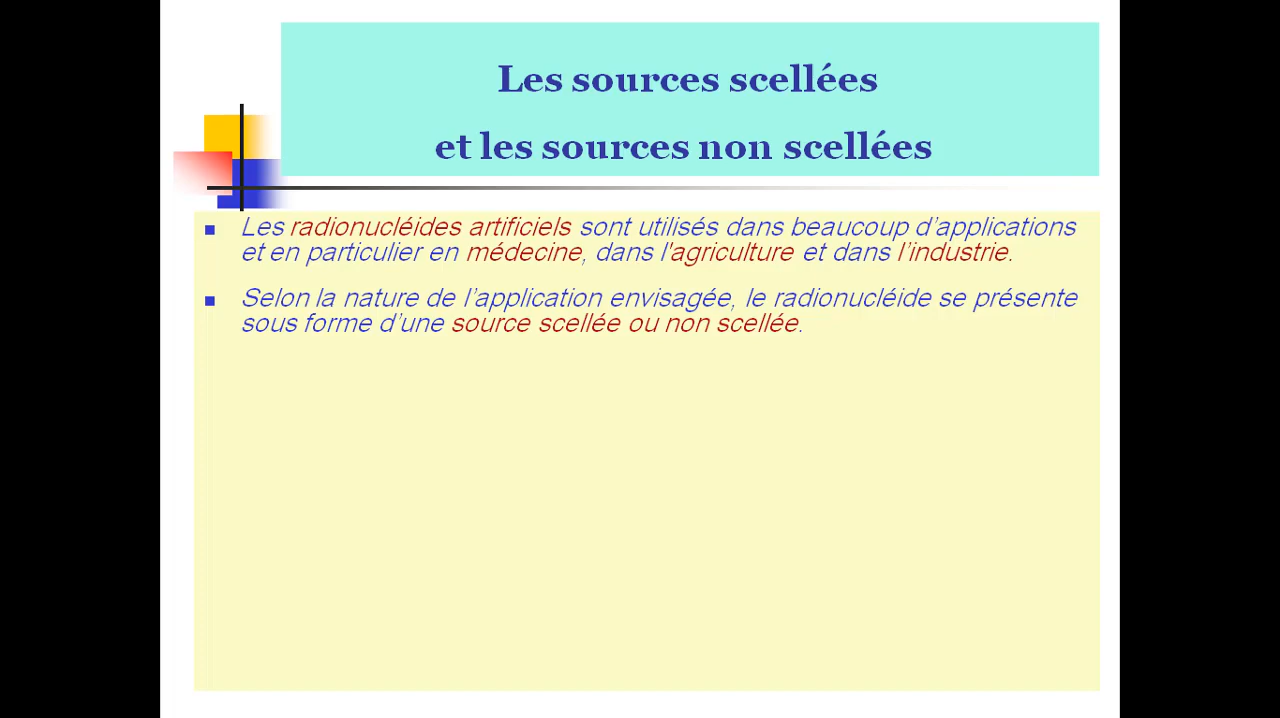 Les sources scellées
et les sources non scellées
Les radionucléides artificiels sont utilisés dans beaucoup d’applications
et en particulier en médecine, dans l'agriculture et dans l’industrie.
Selon la nature de l’application envisagée, le radionucléide se présente
sous forme d’une source scellée ou non scellée.